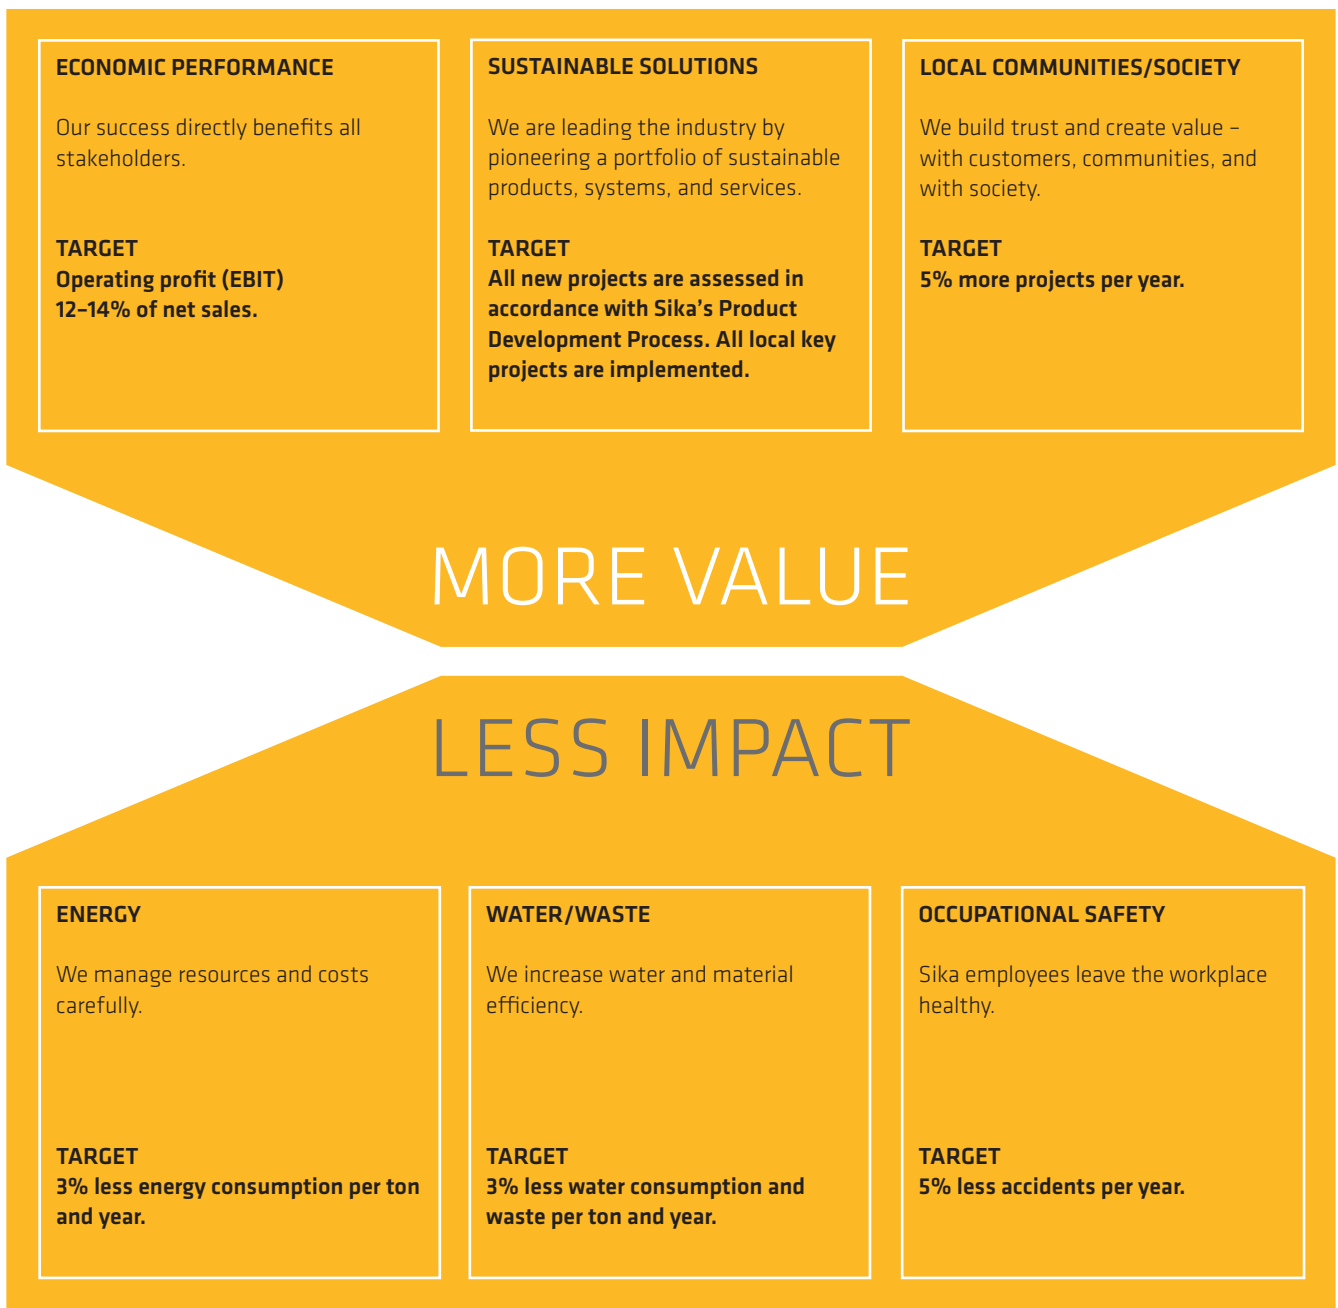 ECONOMIC PERFORMANCE
Our success directly benefits all
stakeholders.
TARGET
Operating profit (EBIT)
12–14% of net sales.
SUSTAINABLE SOLUTIONS
We are leading the industry by
pioneering a portfolio of sustainable
products, systems, and services.
TARGET
All new projects are assessed in
accordance with Sika's Product
Development Process. All local key
projects are implemented.
LOCAL COMMUNITIES/SOCIETY
We build trust and create value –
with customers, communities, and
with society.
TARGET
5% more projects per year.
MORE VALUE
LESS IMPACT
ENERGY
We manage resources and costs
carefully.
TARGET
3% less energy consumption per ton
and year.
WATER/WASTE
We increase water and material
efficiency.
TARGET
3% less water consumption and
waste per ton and year.
OCCUPATIONAL SAFETY
Sika employees leave the workplace
healthy.
TARGET
5% less accidents per year.